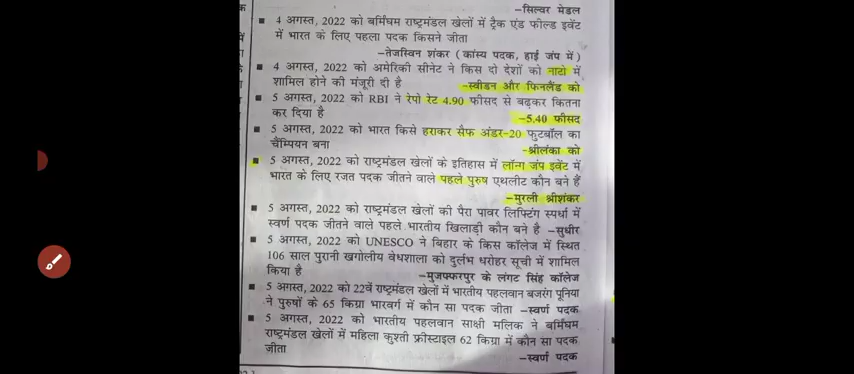 –सिल्वर मेडल
■ 4 अगस्त, 2022 को बर्मिंघम राष्ट्रमंडल खेलों में ट्रैक एंड फील्ड इवेंट
में भारत के लिए पहला पदक किसने जीता
–तेजस्विन शंकर ( कांस्य पदक, हाई जंप में )
■ 4 अगस्त, 2022 को अमेरिकी सीनेट ने किस दो देशों को नाटो में
शामिल होने की मंजूरी दी है –स्वीडन और फिनलैंड को
■ 5 अगस्त, 2022 को RBI ने रेपो रेट 4.90 फीसद से बढ़कर कितना
कर दिया है –5.40 फीसद
■ 5 अगस्त, 2022 को भारत किसे हराकर सैफ अंडर-20 फुटबॉल का
चैंम्पियन बना –श्रीलंका को
■ 5 अगस्त, 2022 को राष्ट्रमंडल खेलों के इतिहास में लॉन्ग जंप इवेंट में
भारत के लिए रजत पदक जीतने वाले पहले पुरुष एथलीट कौन बने हैं
–मुरली श्रीशंकर
■ 5 अगस्त, 2022 को राष्ट्रमंडल खेलों की पैरा पावर लिफ्टिंग स्पर्धा में
स्वर्ण पदक जीतने वाले पहले भारतीय खिलाड़ी कौन बने है –सुधीर
■ 5 अगस्त, 2022 को UNESCO ने बिहार के किस कॉलेज में स्थित
106 साल पुरानी खगोलीय वेधशाला को दुर्लभ धरोहर सूची में शामिल
किया है –मुजफ्फरपुर के लंगट सिंह कॉलेज
■ 5 अगस्त, 2022 को 22वें राष्ट्रमंडल खेलों में भारतीय पहलवान बजरंग पूनिया
ने पुरुषों के 65 किग्रा भारवर्ग में कौन सा पदक जीता –स्वर्ण पदक
■ 5 अगस्त, 2022 को भारतीय पहलवान साक्षी मलिक ने बर्मिंघम
राष्ट्रमंडल खेलों में महिला कुश्ती फ्रीस्टाइल 62 किग्रा में कौन सा पदक
जीता –स्वर्ण पदक